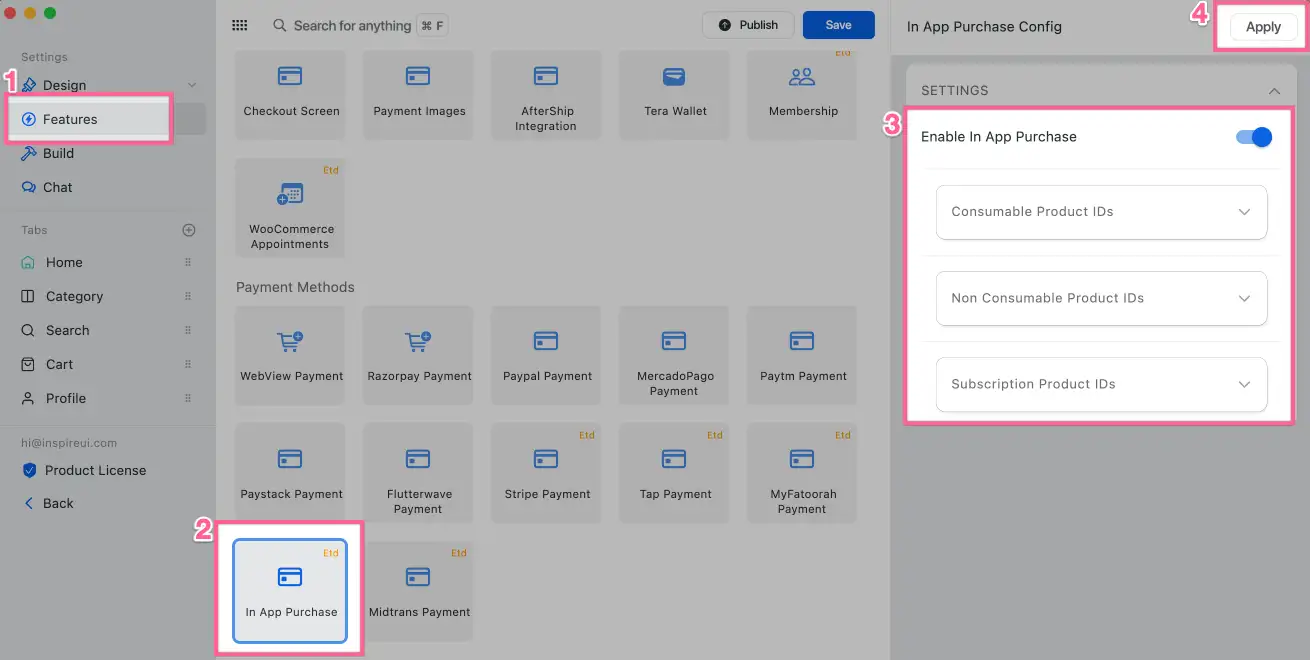 Settings
1
Design
Features
Build
Chat
Tabs
Home
Category
Search
Cart
Profile
hi@inspireui.com
Product License
Back
Search for anything
⌘ F
Publish
Save
Checkout Screen
Payment Images
AfterShip
Integration
Tera Wallet
Etd
Membership
Etd
WooCommerce
Appointments
Payment Methods
WebView Payment
Razorpay Payment
Paypal Payment
MercadoPago
Payment
Paytm Payment
Paystack Payment
Flutterwave
Payment
Etd
Stripe Payment
Etd
Tap Payment
Etd
MyFatoorah
Payment
2
Etd
In App Purchase
Etd
Midtrans Payment
In App Purchase Config
4
Apply
SETTINGS
3
Enable In App Purchase
Consumable Product IDs
Non Consumable Product IDs
Subscription Product IDs